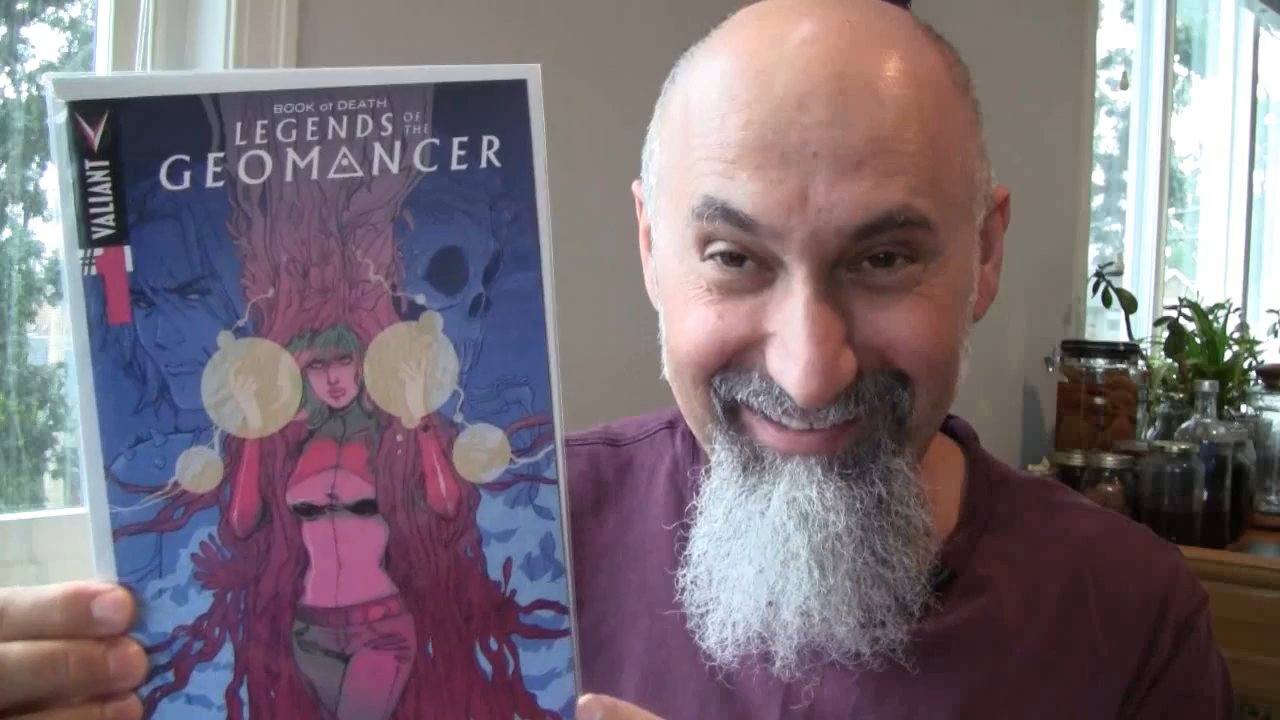 BOOK of DEATH
LEGENDS OF THE
GEOMANCER
VALIANT
#1